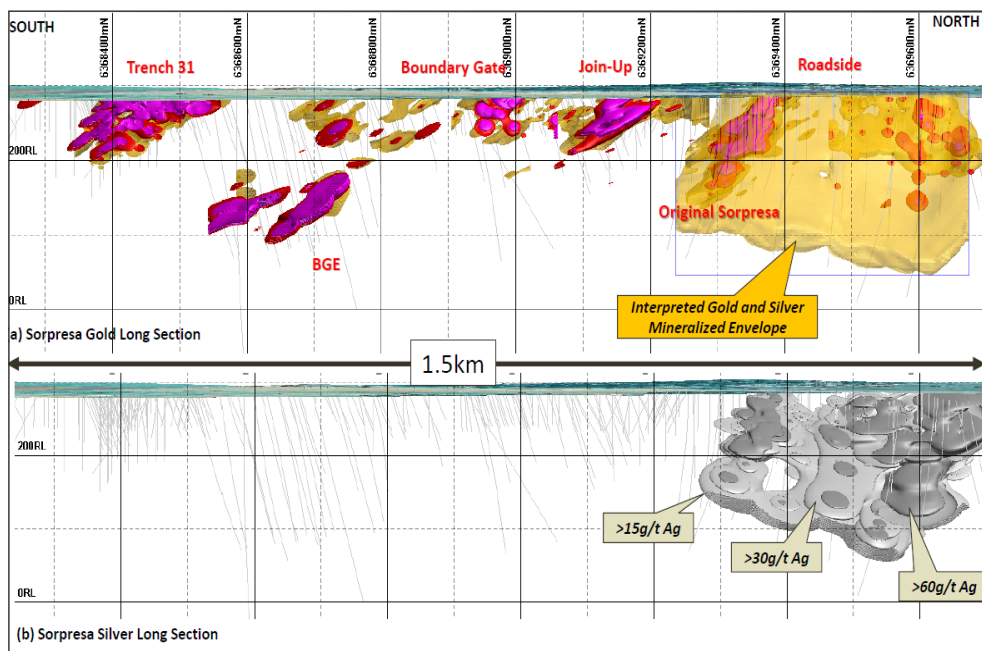 SOUTH
NORTH
6368400mN
6368600mN
6368800mN
6369000mN
6369200mN
6369400mN
6369600mN
Trench 31
Boundary Gate
Join-Up
Roadside
200RL
Original Sorpresa
BGE
0RL
Interpreted Gold and Silver
Mineralized Envelope
a) Sorpresa Gold Long Section
1.5km
200RL
>15g/t Ag
>30g/t Ag
>60g/t Ag
0RL
(b) Sorpresa Silver Long Section